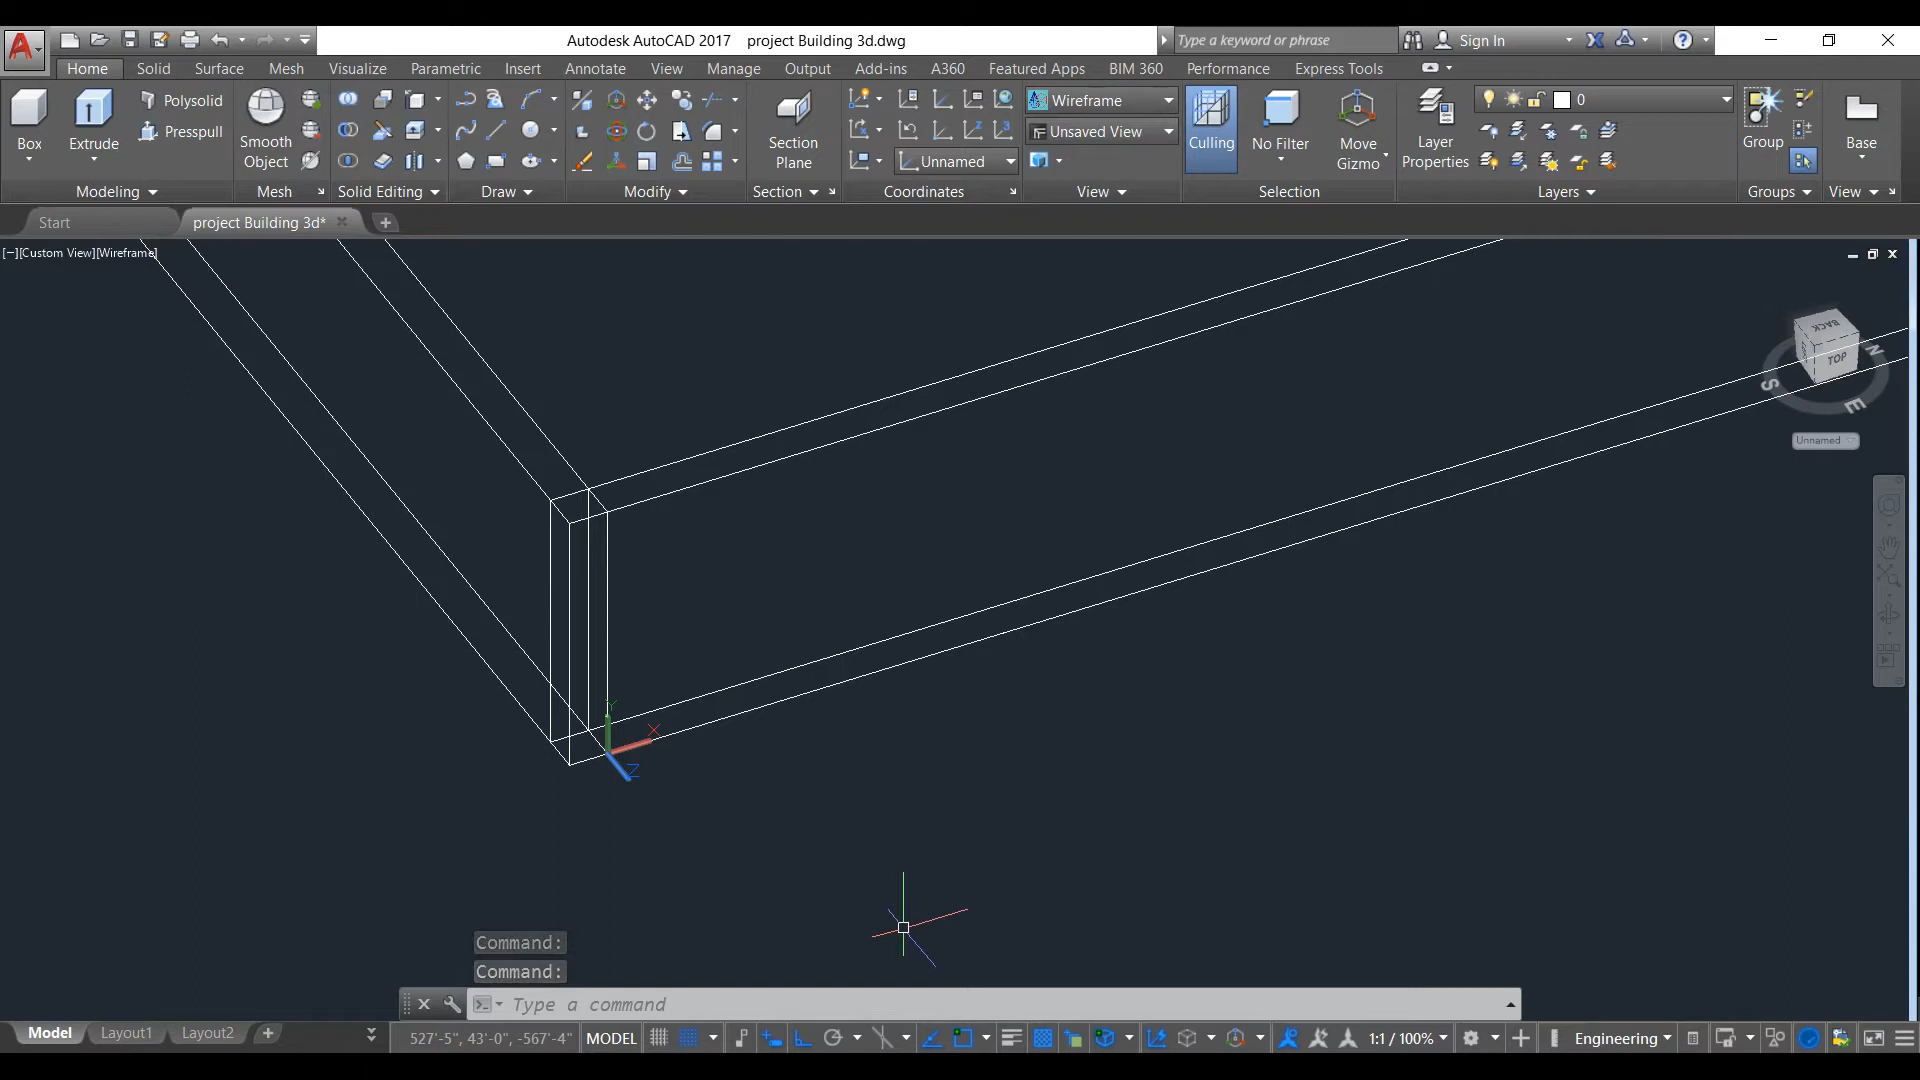 Autodesk AutoCAD 2017 project Building 3d.dwg
Type a keyword or phrase
Sign In
Home Solid Surface Mesh Visualize Parametric Insert Annotate View Manage Output Add-ins A360 Featured Apps BIM 360 Performance Express Tools
Box
Extrude
Polysolid
Presspull
Smooth
Object
Section
Plane
Unnamed
Wireframe
Unsaved View
Culling
No Filter
Move
Gizmo
Layer
Properties
0
Group
Base
Modeling Mesh Solid Editing Draw Modify Section Coordinates View Selection Layers Groups View
Start
project Building 3d*
[−][Custom View][Wireframe]
BACK
TOP
N
S
E
Unnamed
Y
X
Z
Command:
Command:
Type a command
Model Layout1 Layout2
527'-5", 43'-0", -567'-4" MODEL 1:1 / 100% Engineering